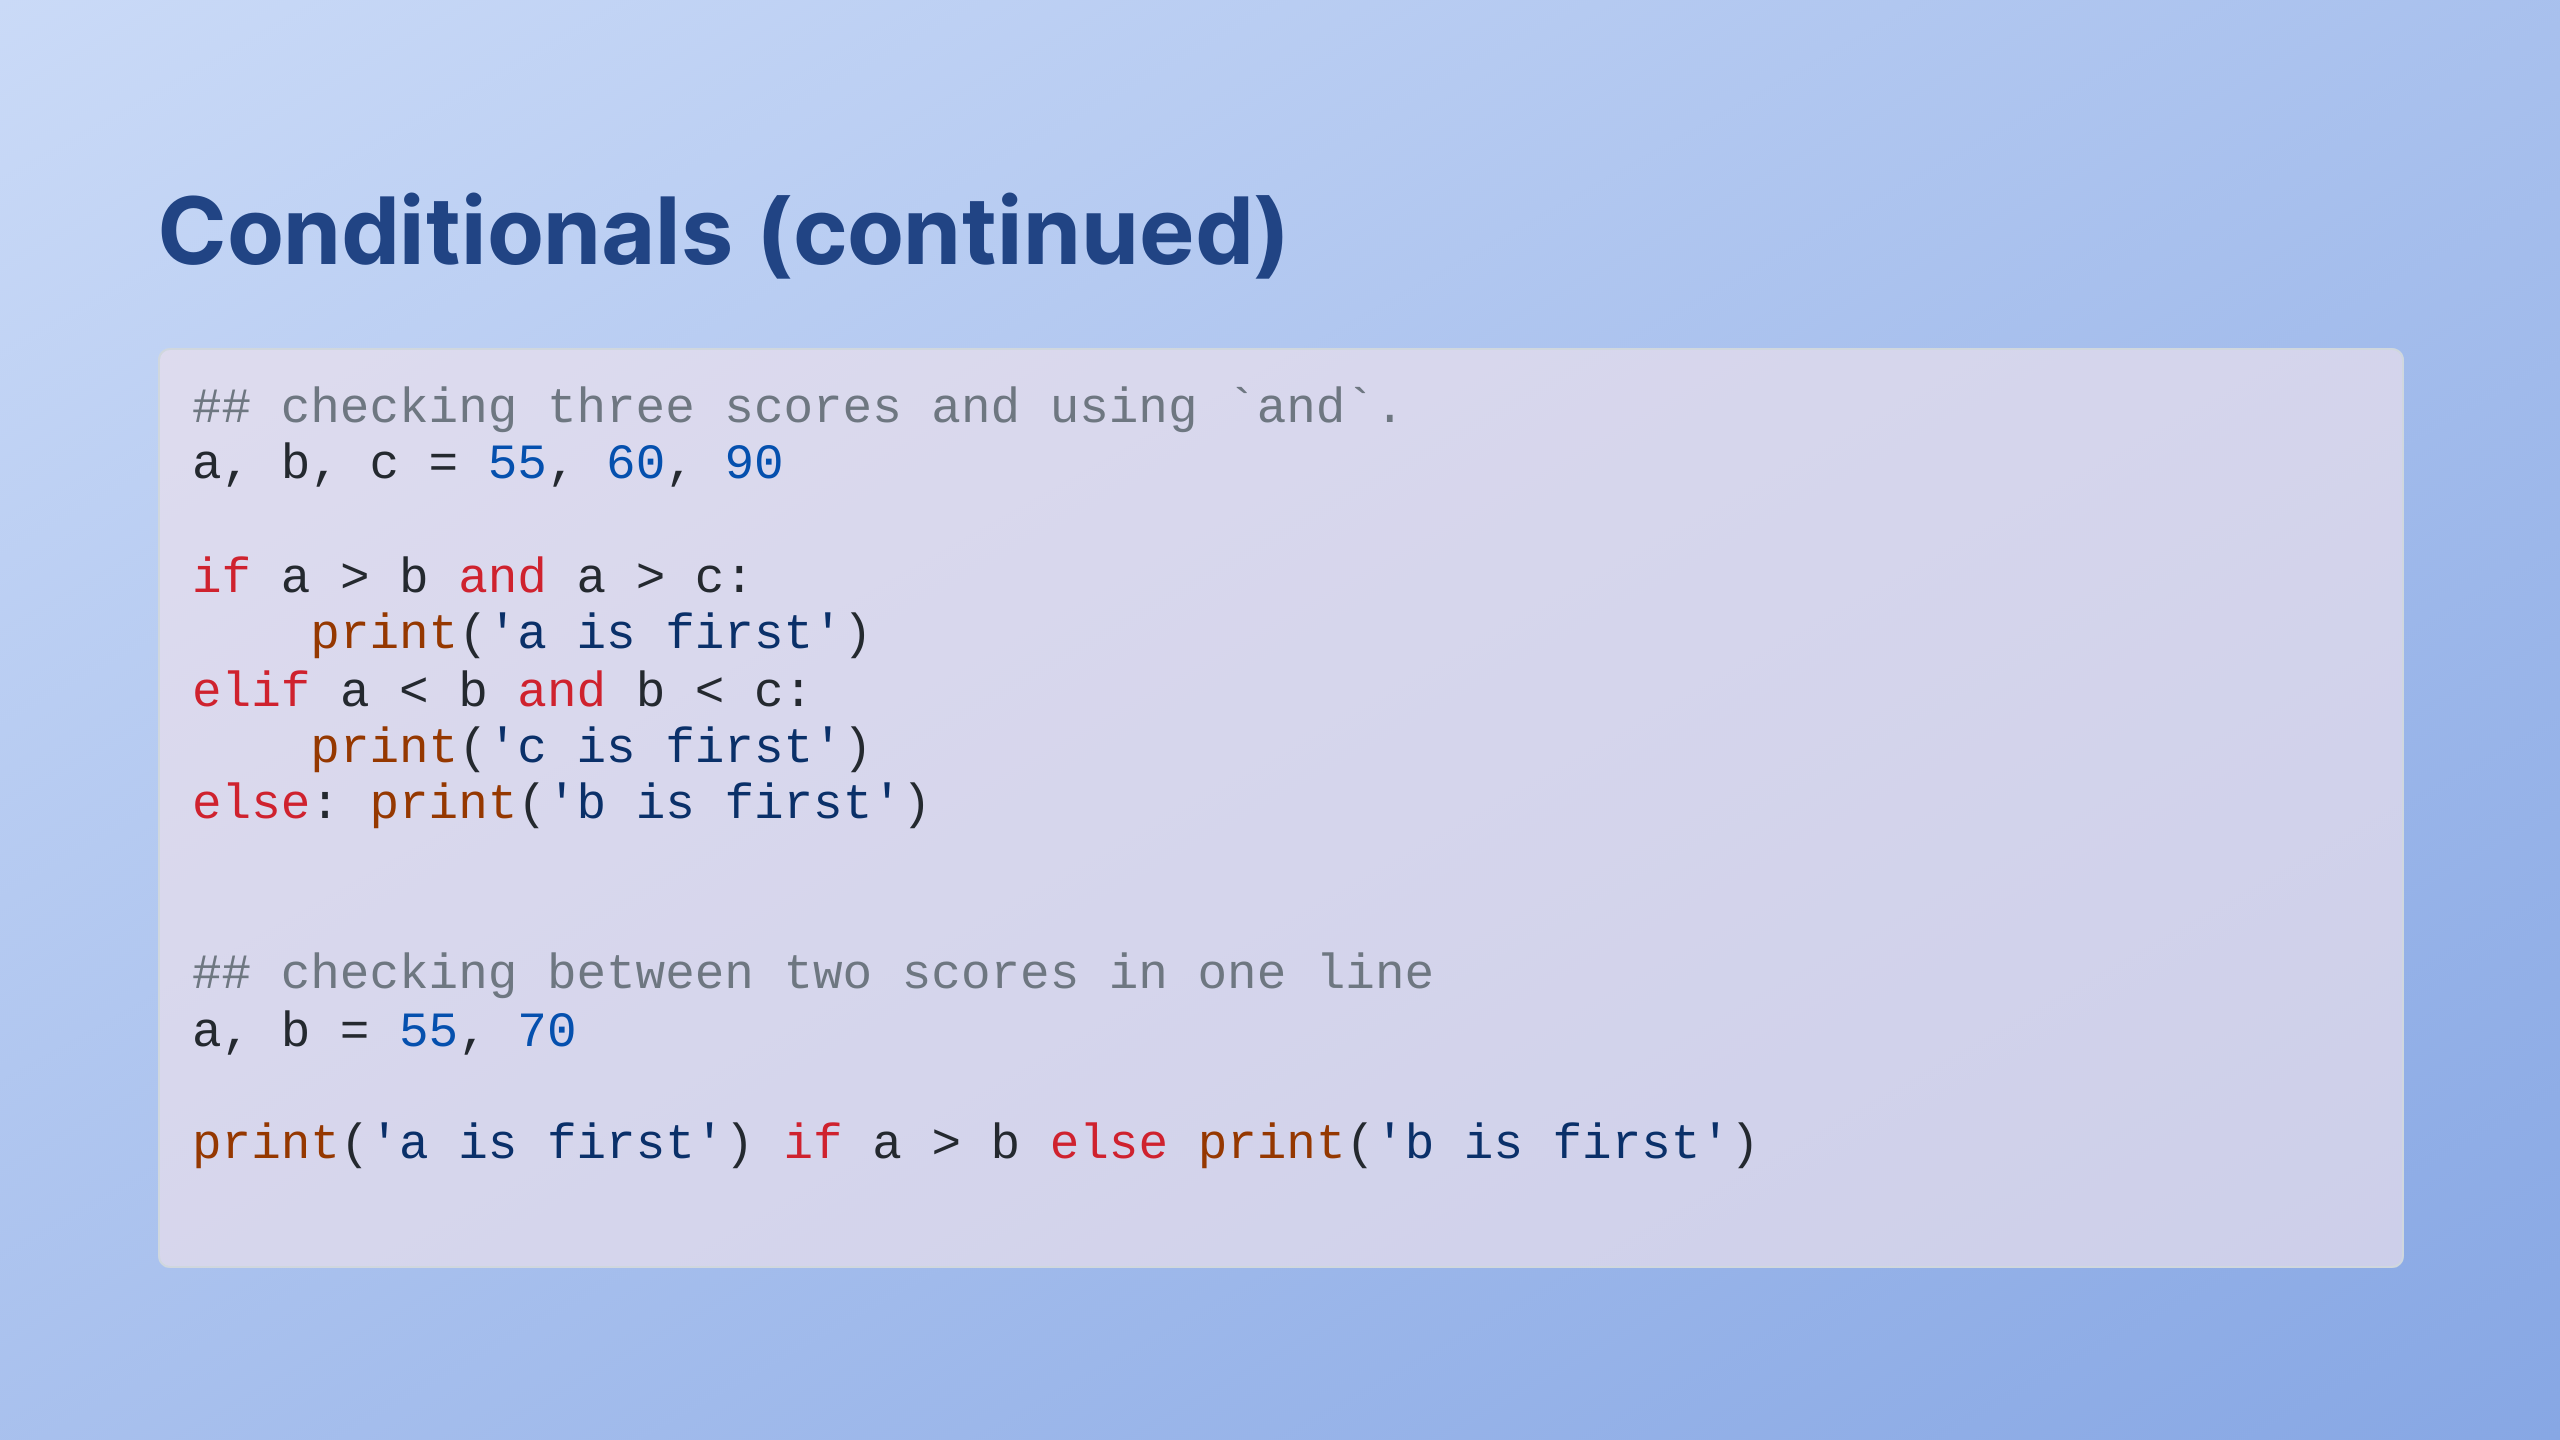 Conditionals (continued)
## checking three scores and using `and`.
a, b, c = 55, 60, 90
if a > b and a > c:
    print('a is first')
elif a < b and b < c:
    print('c is first')
else: print('b is first')
## checking between two scores in one line
a, b = 55, 70
print('a is first') if a > b else print('b is first')